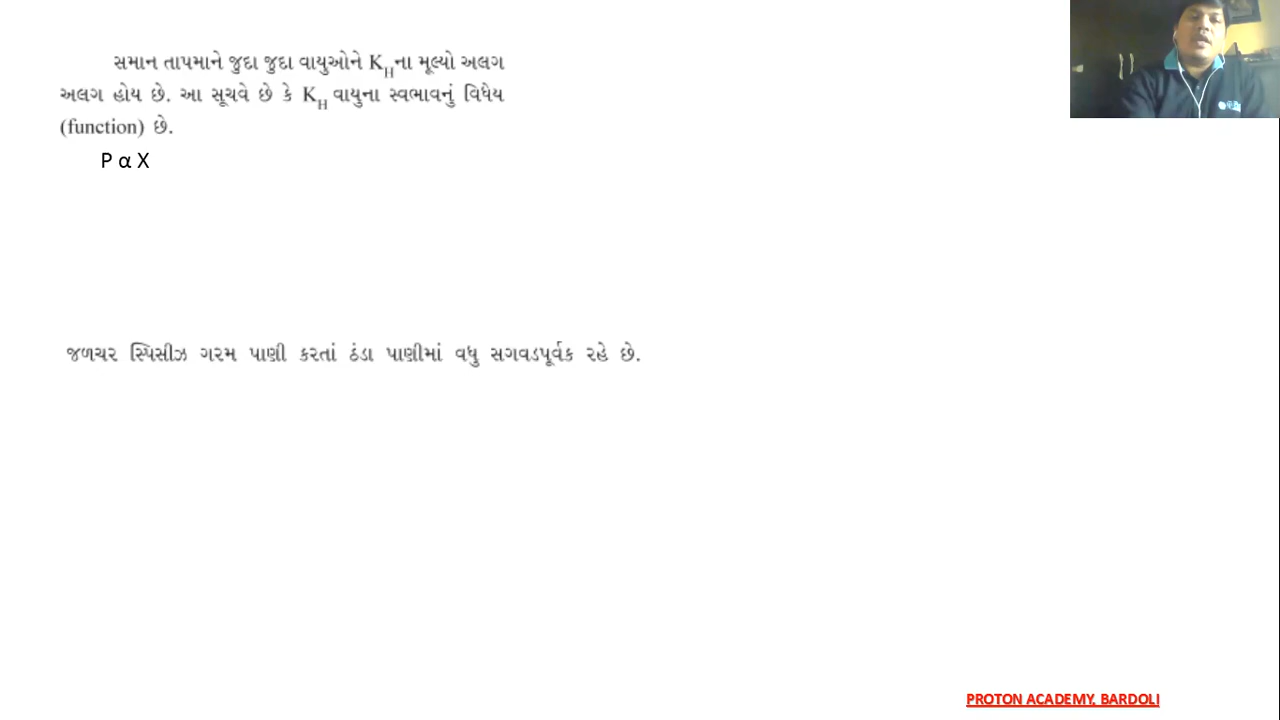 સમાન તાપમાને જુદા જુદા વાયુઓને K_Hના મૂલ્યો અલગ
અલગ હોય છે. આ સૂચવે છે કે K_H વાયુના સ્વભાવનું વિધેય
(function) છે.
P α X
જળચર સ્પિસીઝ ગરમ પાણી કરતાં ઠંડા પાણીમાં વધુ સગવડપૂર્વક રહે છે.
PROTON ACADEMY, BARDOLI